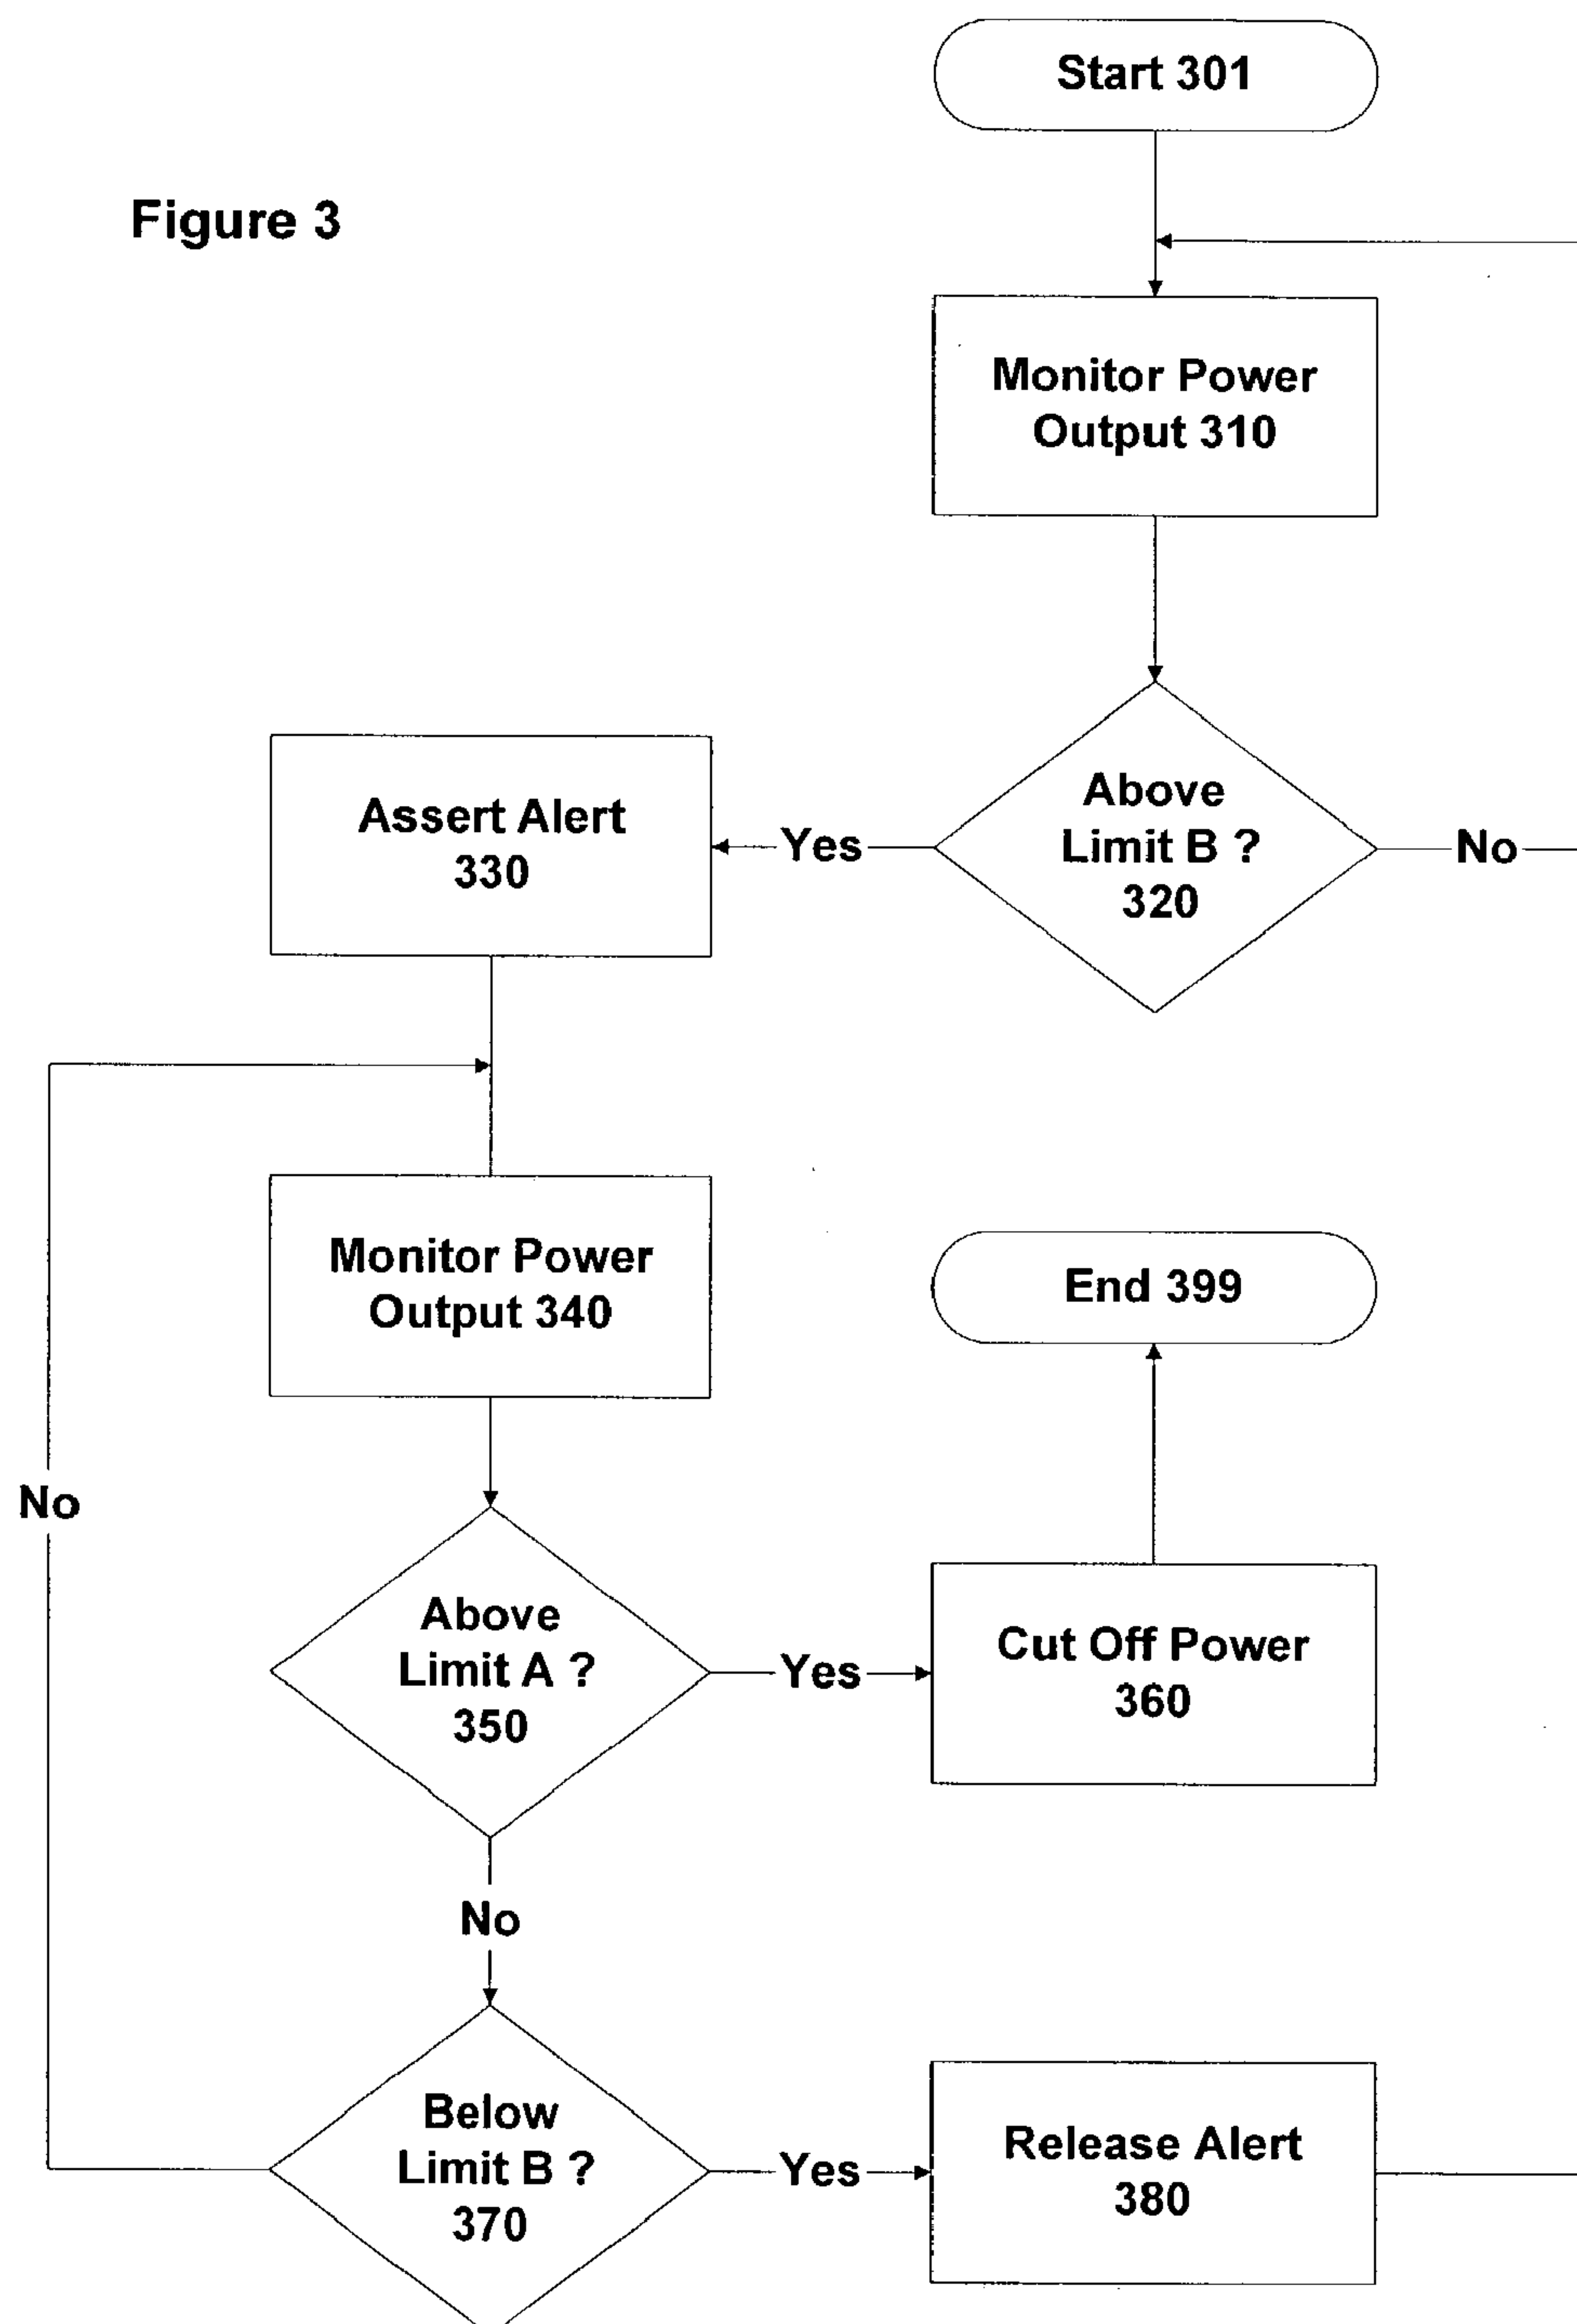 Start 301
Figure 3
Monitor Power
Output 310
Above
Limit B ?
320
Yes
No
Assert Alert
330
Monitor Power
Output 340
End 399
No
Above
Limit A ?
350
Yes
Cut Off Power
360
No
Below
Limit B ?
370
Yes
Release Alert
380